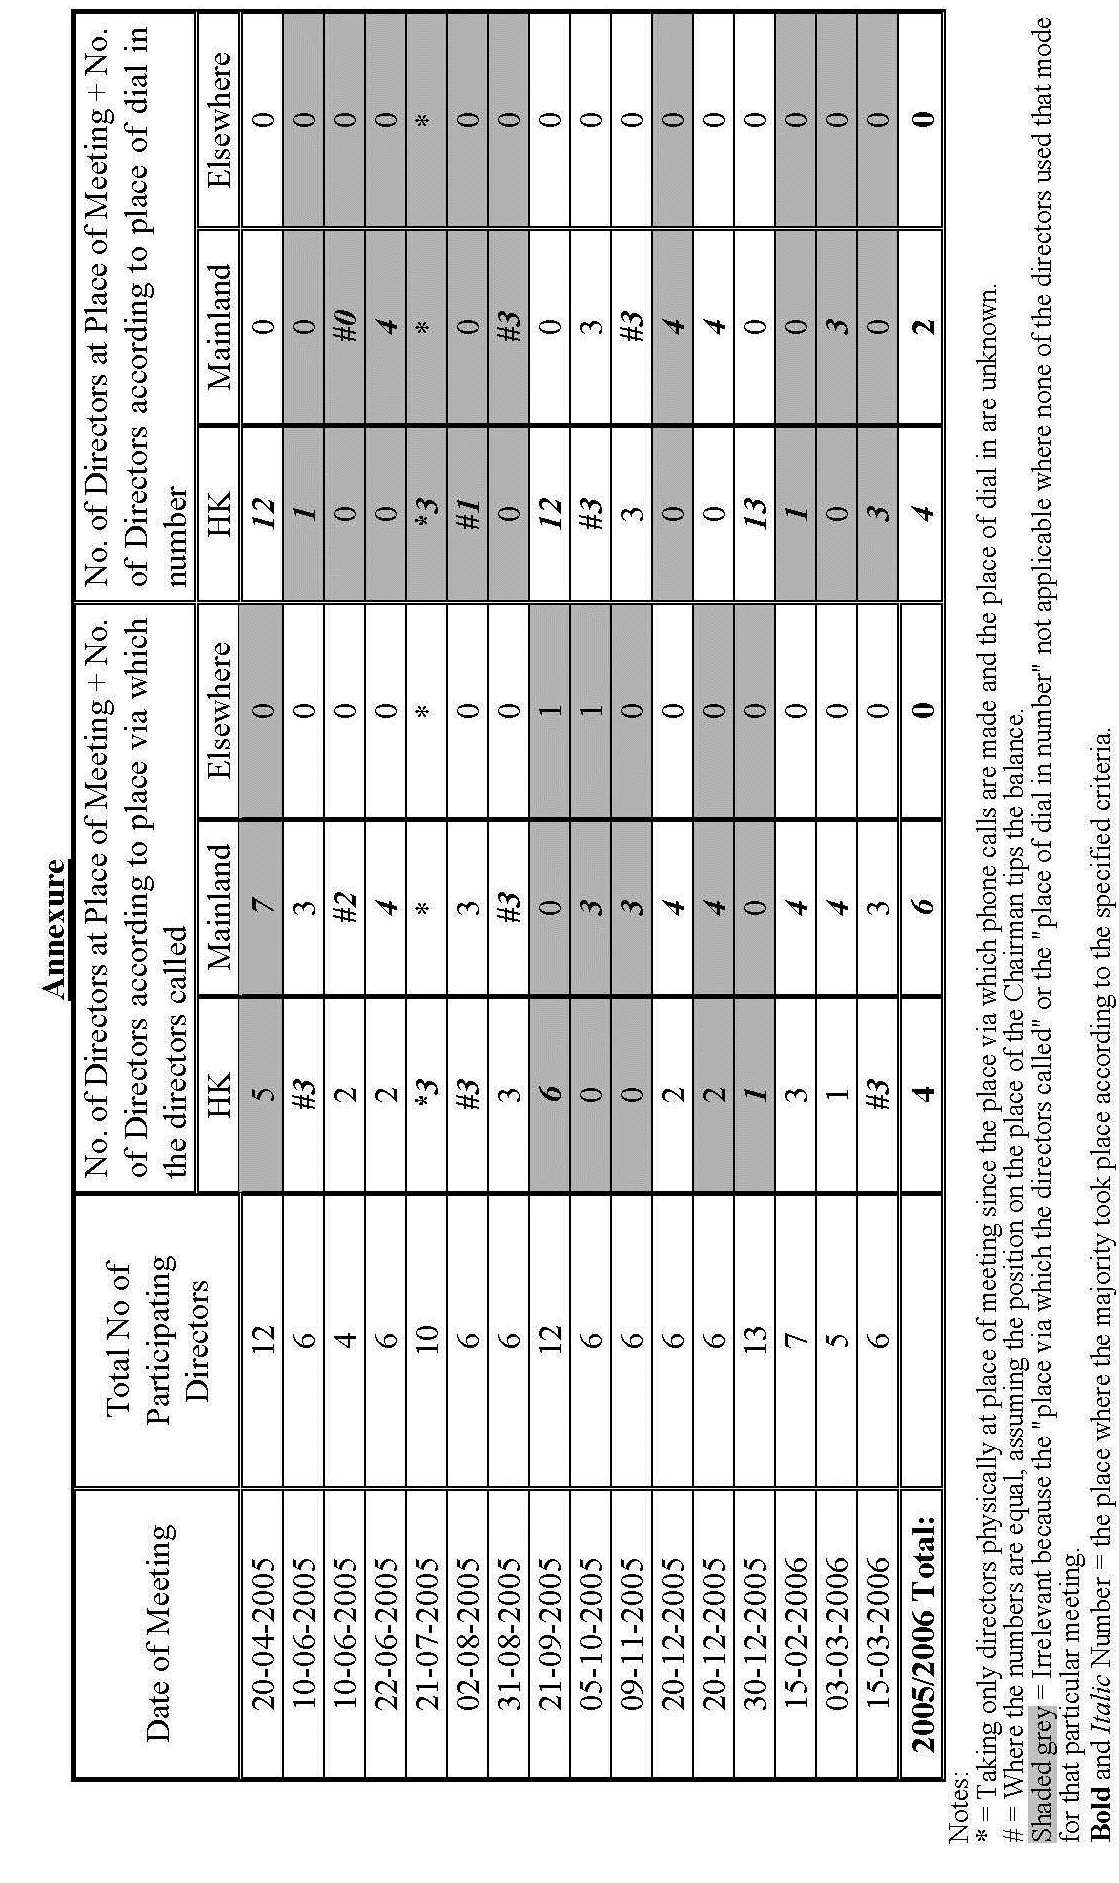 Annexure
Date of Meeting | Total No of Participating Directors | No. of Directors at Place of Meeting + No. of Directors according to place via which the directors called | No. of Directors at Place of Meeting + No. of Directors according to place of dial in number
HK | Mainland | Elsewhere | HK | Mainland | Elsewhere
20-04-2005 | 12 | 5 | 7 | 0 | 12 | 0 | 0
10-06-2005 | 6 | #3 | 3 | 0 | 1 | 0 | 0
10-06-2005 | 4 | 2 | #2 | 0 | 0 | #0 | 0
22-06-2005 | 6 | 2 | 4 | 0 | 0 | 4 | 0
21-07-2005 | 10 | *3 | * | * | *3 | * | *
02-08-2005 | 6 | #3 | 3 | 0 | #1 | 0 | 0
31-08-2005 | 6 | 3 | #3 | 0 | 0 | #3 | 0
21-09-2005 | 12 | 6 | 0 | 1 | 12 | 0 | 0
05-10-2005 | 6 | 0 | 3 | 1 | #3 | 3 | 0
09-11-2005 | 6 | 0 | 3 | 0 | 3 | #3 | 0
20-12-2005 | 6 | 2 | 4 | 0 | 0 | 4 | 0
20-12-2005 | 6 | 2 | 4 | 0 | 0 | 4 | 0
30-12-2005 | 13 | 1 | 0 | 0 | 13 | 0 | 0
15-02-2006 | 7 | 3 | 4 | 0 | 1 | 0 | 0
03-03-2006 | 5 | 1 | 4 | 0 | 0 | 3 | 0
15-03-2006 | 6 | #3 | 3 | 0 | 3 | 0 | 0
2005/2006 Total: | 4 | 6 | 0 | 4 | 2 | 0
Notes:
* = Taking only directors physically at place of meeting since the place via which phone calls are made and the place of dial in are unknown.
# = Where the numbers are equal, assuming the position on the place of the Chairman tips the balance.
Shaded grey = Irrelevant because the "place via which the directors called" or the "place of dial in number" not applicable where none of the directors used that mode
for that particular meeting.
Bold and Italic Number = the place where the majority took place according to the specified criteria.